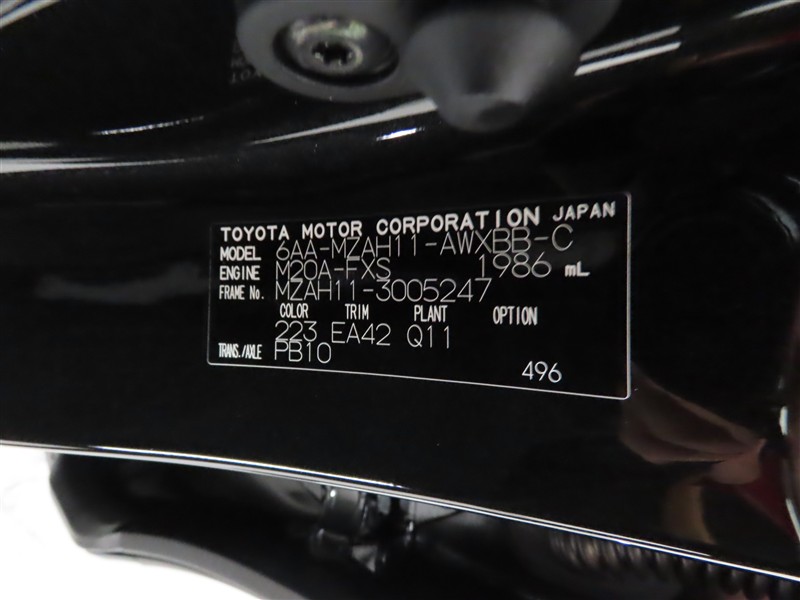 TOYOTA MOTOR CORPORATION JAPAN
MODEL 6AA-MZAH11-AWXBB-C
ENGINE M20A-FXS 1986 mL
FRAME No. MZAH11-3005247
COLOR TRIM PLANT OPTION
223 EA42 Q11
TRANS./AXLE PB10
496